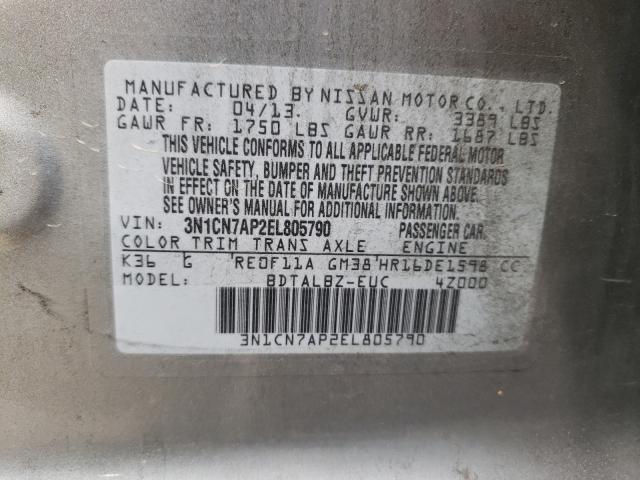 MANUFACTURED BY NISSAN MOTOR CO., LTD.
DATE: 04/13. GVWR: 3389 LBS
GAWR FR: 1750 LBS GAWR RR: 1687 LBS
THIS VEHICLE CONFORMS TO ALL APPLICABLE FEDERAL MOTOR
VEHICLE SAFETY, BUMPER AND THEFT PREVENTION STANDARDS
IN EFFECT ON THE DATE OF MANUFACTURE SHOWN ABOVE.
SEE OWNER'S MANUAL FOR ADDITIONAL INFORMATION.
VIN: 3N1CN7AP2EL805790 PASSENGER CAR.
COLOR TRIM TRANS AXLE ENGINE
K36 G RE0F11A GM38 HR16DE1598 CC
MODEL: BDTALBZ-EUC 4Z000
3N1CN7AP2EL805790